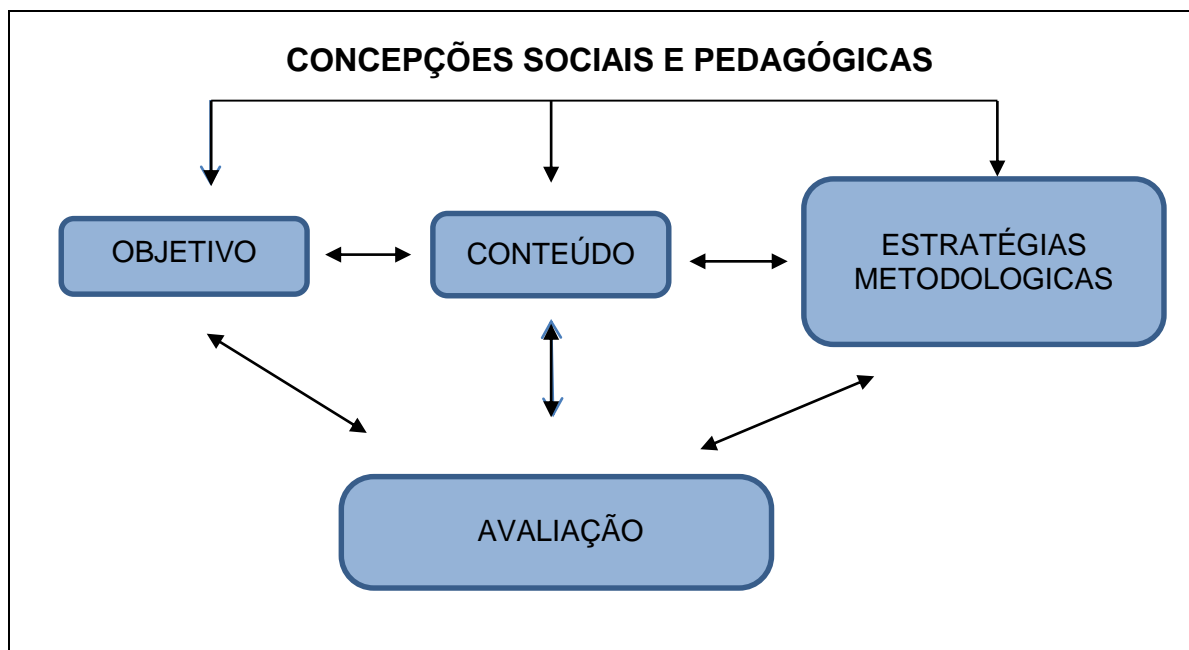 CONCEPÇÕES SOCIAIS E PEDAGÓGICAS
OBJETIVO
CONTEÚDO
ESTRATÉGIAS
METODOLOGICAS
AVALIAÇÃO